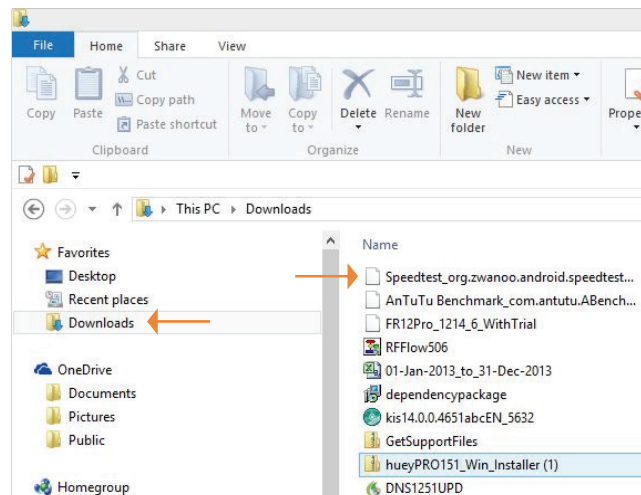 File Home Share View
Copy
Paste
Cut
Copy path
Paste shortcut
Clipboard
Move to
Copy to
Delete
Rename
Organize
New folder
New item
Easy access
New
Prope
This PC Downloads
Favorites
Desktop
Recent places
Downloads
OneDrive
Documents
Pictures
Public
Homegroup
Name
Speedtest_org.zwanoo.android.speedtest...
AnTuTu Benchmark_com.antutu.ABench...
FR12Pro_1214_6_WithTrial
RFFlow506
01-Jan-2013_to_31-Dec-2013
dependencypackage
kis14.0.0.4651abcEN_5632
GetSupportFiles
hueyPRO151_Win_Installer (1)
DNS1251UPD